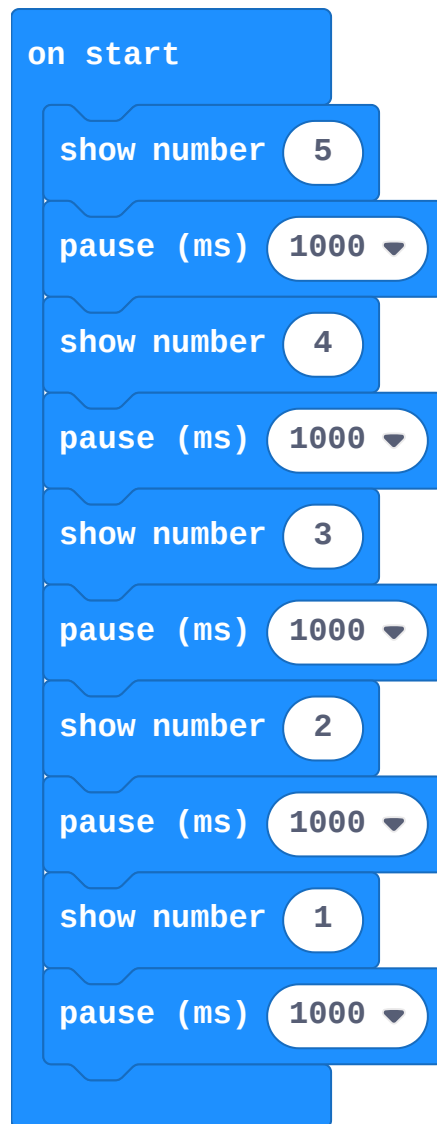 on start
show number 5
pause (ms) 1000
show number 4
pause (ms) 1000
show number 3
pause (ms) 1000
show number 2
pause (ms) 1000
show number 1
pause (ms) 1000